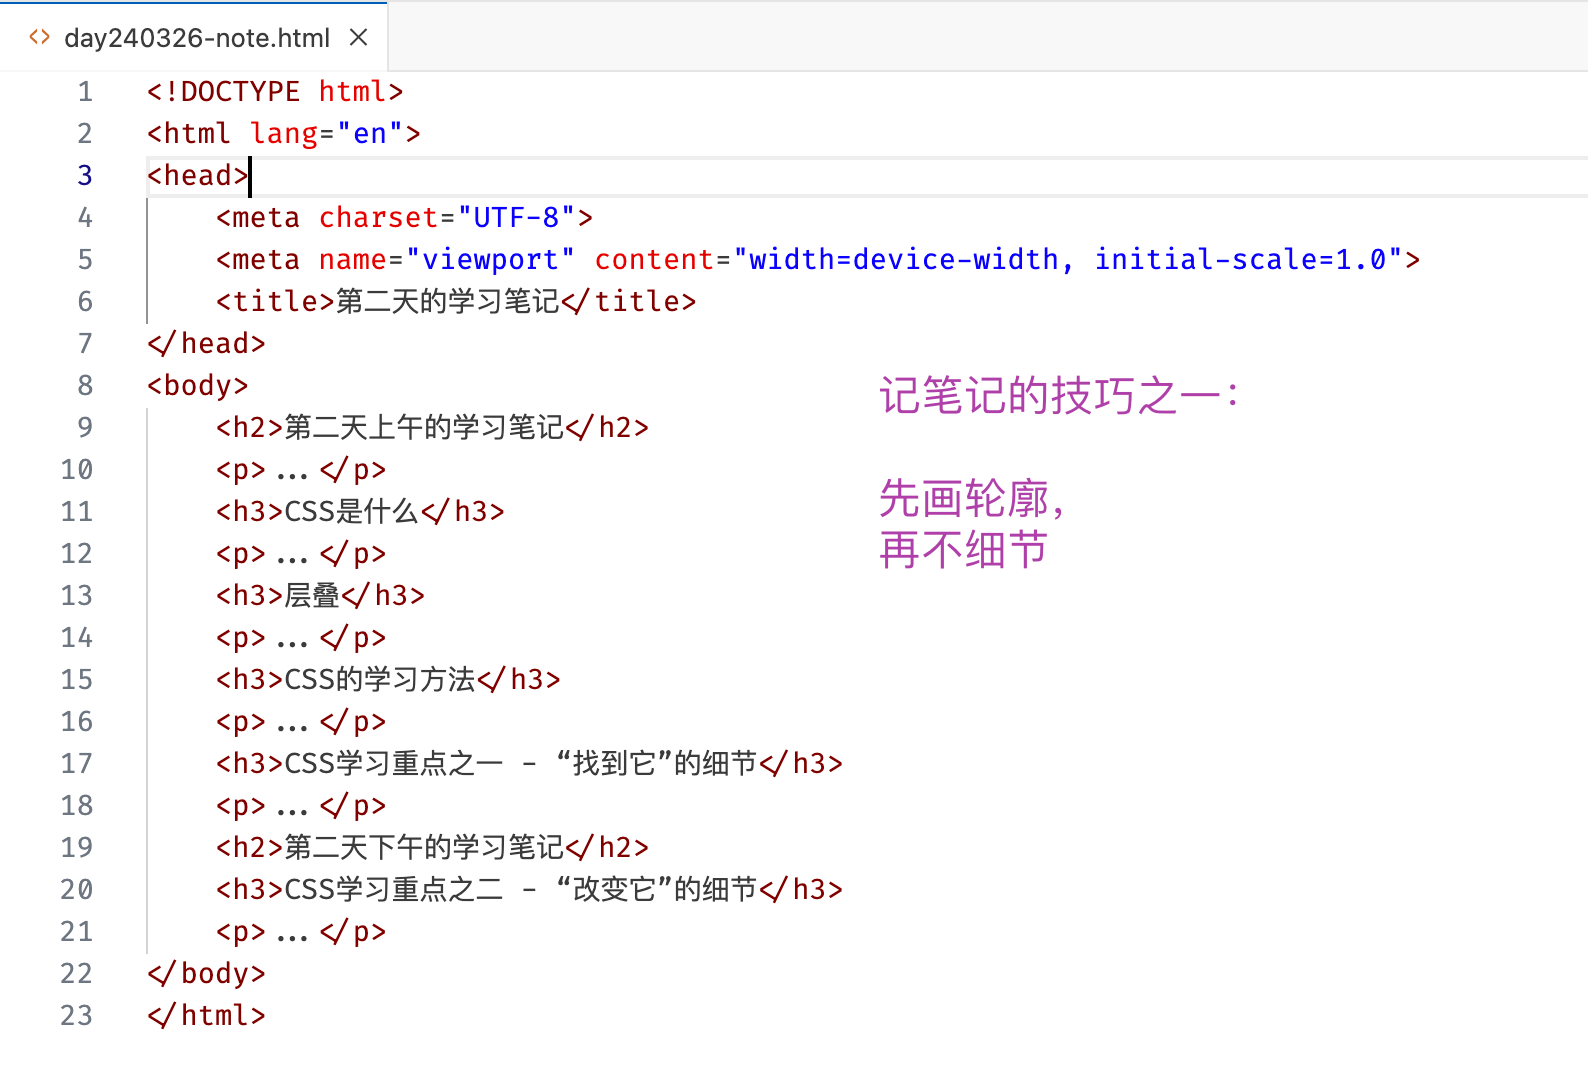 day240326-note.html
1 <!DOCTYPE html>
2 <html lang="en">
3 <head>
4 <meta charset="UTF-8">
5 <meta name="viewport" content="width=device-width, initial-scale=1.0">
6 <title>第二天的学习笔记</title>
7 </head>
8 <body>
9 <h2>第二天上午的学习笔记</h2>
10 <p>...</p>
11 <h3>CSS是什么</h3>
12 <p>...</p>
13 <h3>层叠</h3>
14 <p>...</p>
15 <h3>CSS的学习方法</h3>
16 <p>...</p>
17 <h3>CSS学习重点之一 - “找到它”的细节</h3>
18 <p>...</p>
19 <h2>第二天下午的学习笔记</h2>
20 <h3>CSS学习重点之二 - “改变它”的细节</h3>
21 <p>...</p>
22 </body>
23 </html>
记笔记的技巧之一：
先画轮廓，
再不细节